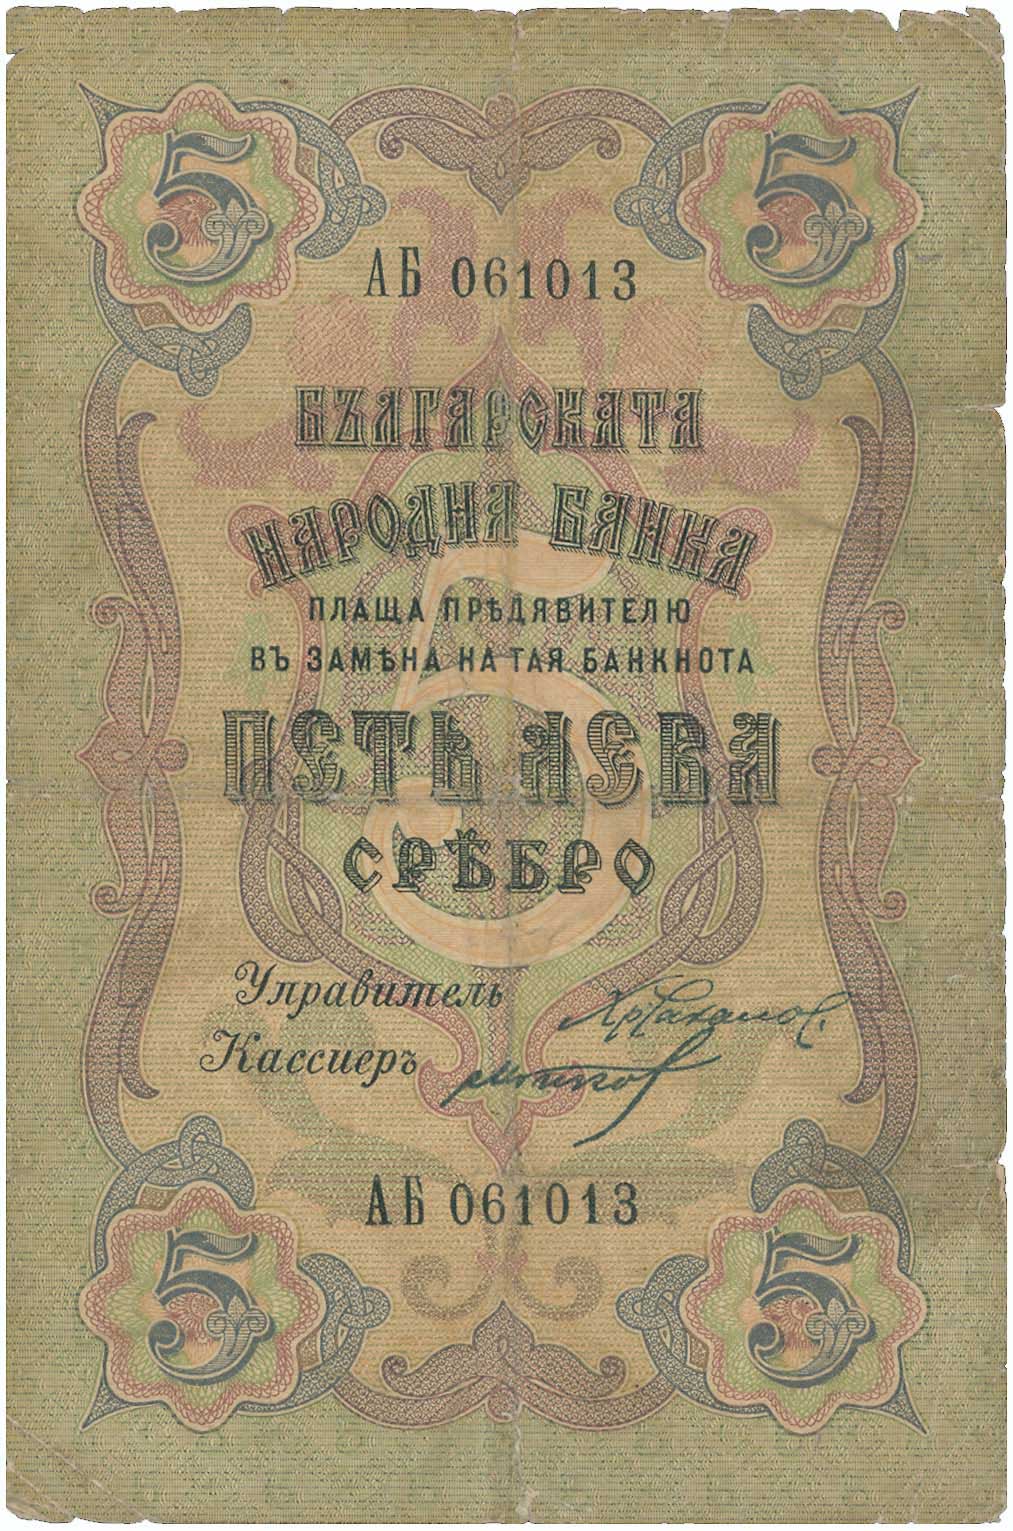 5 5
АБ 061013
БЪЛГАРСКАТА
НАРОДНА БАНКА
ПЛАЩА ПРѢДЯВИТЕЛЮ
ВЪ ЗАМѢНА НА ТАЯ БАНКНОТА
ПЕТЬ ЛЕВА
СРѢБРО
5
Управитель
Кассиеръ
АБ 061013
5 5